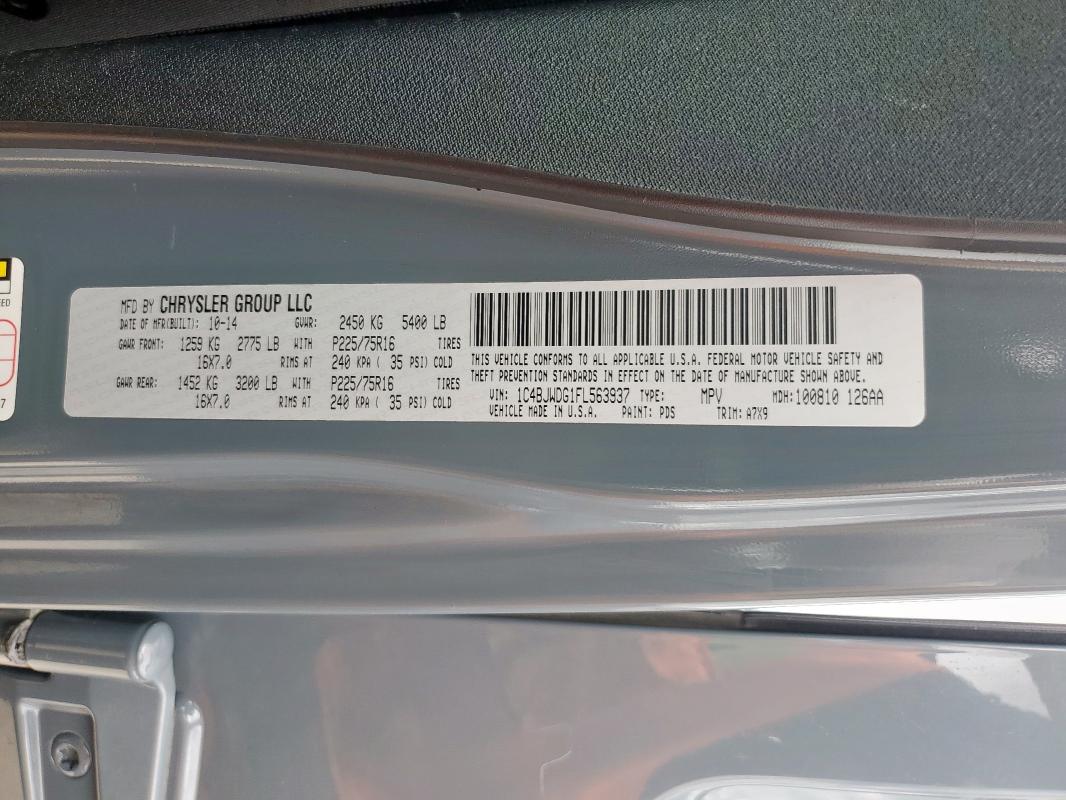 MFD BY CHRYSLER GROUP LLC
DATE OF MFR(BUILT): 10-14 GVWR: 2450 KG 5400 LB
GAWR FRONT: 1259 KG 2775 LB WITH P225/75R16 TIRES
16X7.0 RIMS AT 240 KPA ( 35 PSI) COLD
GAWR REAR: 1452 KG 3200 LB WITH P225/75R16 TIRES
16X7.0 RIMS AT 240 KPA ( 35 PSI) COLD
THIS VEHICLE CONFORMS TO ALL APPLICABLE U.S.A. FEDERAL MOTOR VEHICLE SAFETY AND
THEFT PREVENTION STANDARDS IN EFFECT ON THE DATE OF MANUFACTURE SHOWN ABOVE.
VIN: 1C4BJWDG1FL563937 TYPE: MPV MDH: 100810 126AA
VEHICLE MADE IN U.S.A. PAINT: PDS TRIM: A7X9